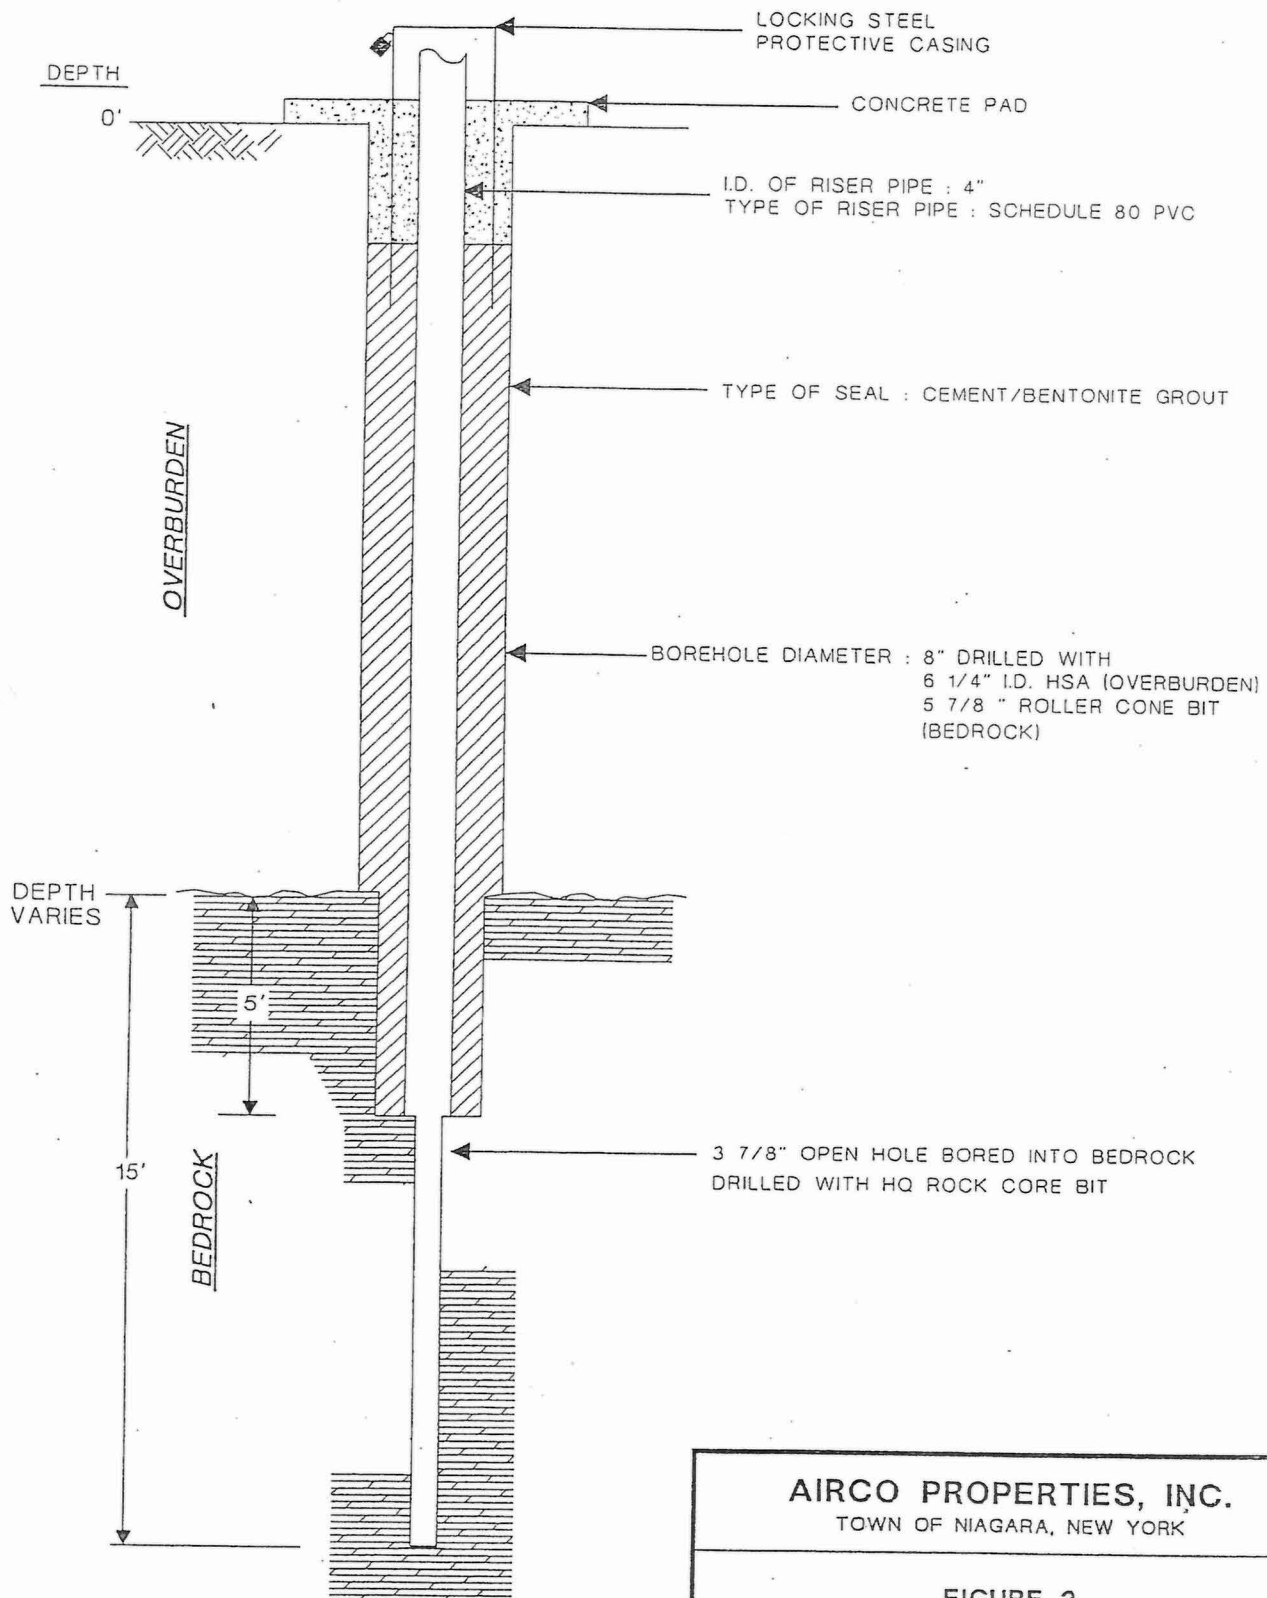 LOCKING STEEL
PROTECTIVE CASING
DEPTH
0'
CONCRETE PAD
I.D. OF RISER PIPE : 4"
TYPE OF RISER PIPE : SCHEDULE 80 PVC
TYPE OF SEAL : CEMENT/BENTONITE GROUT
OVERBURDEN
BOREHOLE DIAMETER : 8" DRILLED WITH
6 1/4" I.D. HSA (OVERBURDEN)
5 7/8 " ROLLER CONE BIT
(BEDROCK)
DEPTH
VARIES
5'
15'
BEDROCK
3 7/8" OPEN HOLE BORED INTO BEDROCK
DRILLED WITH HQ ROCK CORE BIT
AIRCO PROPERTIES, INC.
TOWN OF NIAGARA, NEW YORK
FIGURE